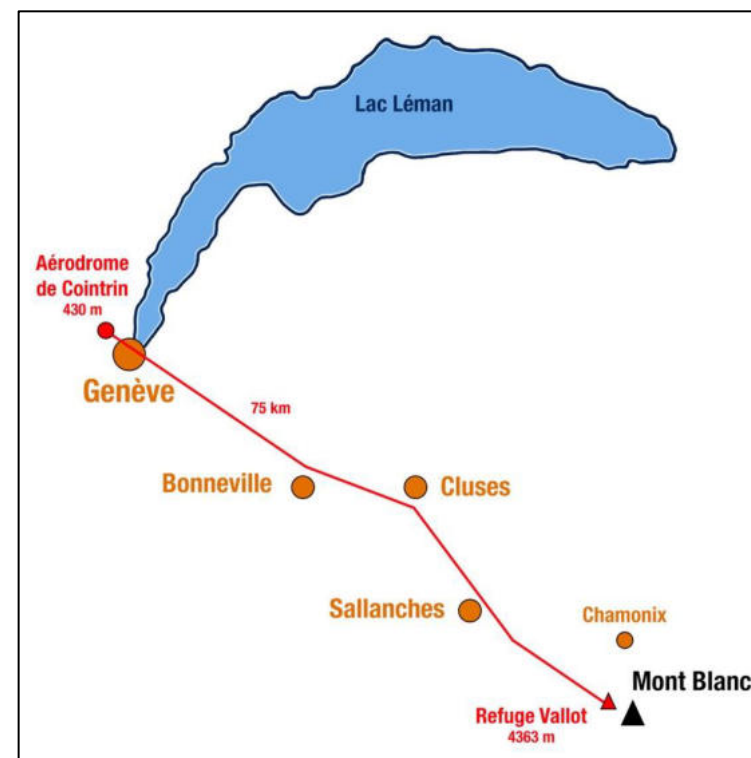 Lac Léman
Aérodrome
de Cointrin
430 m
Genève
75 km
Bonneville
Cluses
Sallanches
Chamonix
Mont Blanc
Refuge Vallot
4363 m